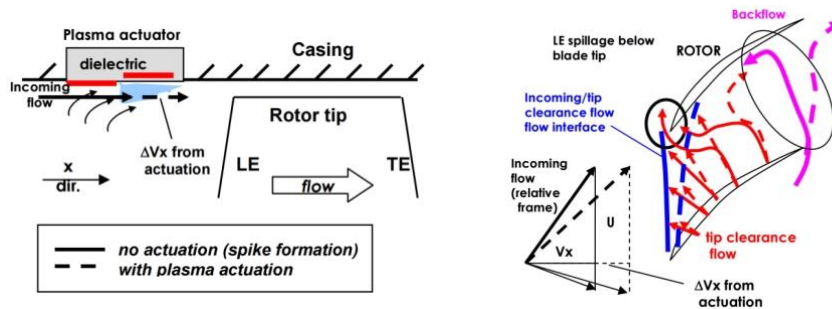 Plasma actuator
dielectric
Casing
Incoming
flow
Rotor tip
ΔVx from
actuation
LE
TE
x
dir.
flow
no actuation (spike formation)
with plasma actuation
Backflow
LE spillage below
blade tip
ROTOR
Incoming/tip
clearance flow
flow interface
Incoming
flow
(relative
frame)
U
Vx
tip clearance
flow
ΔVx from
actuation